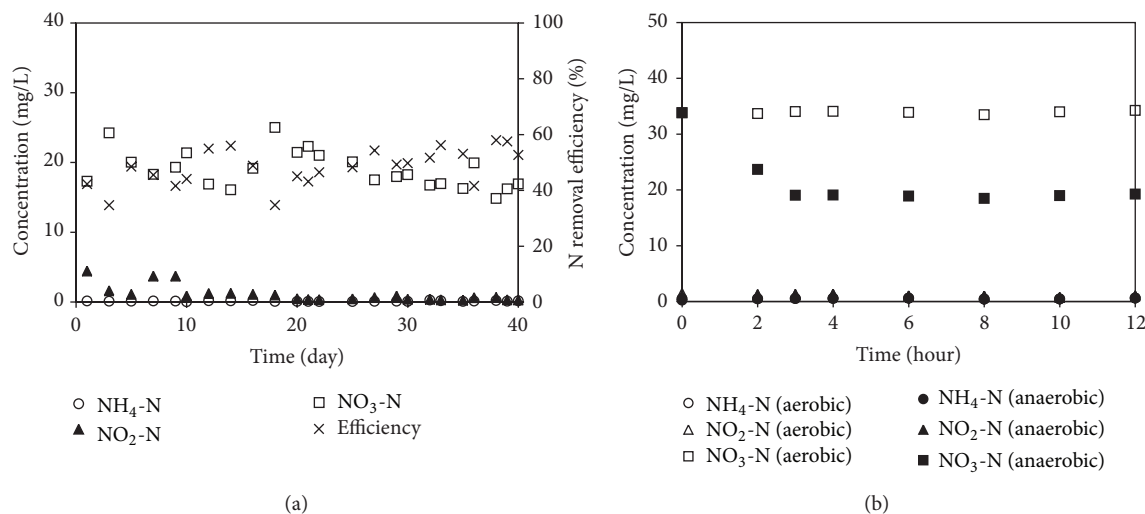 40
30
20
10
0
Concentration (mg/L)
100
80
60
40
20
0
N removal efficiency (%)
0 10 20 30 40
Time (day)
NH₄-N
NO₂-N
NO₃-N
Efficiency
(a)
50
40
30
20
10
0
Concentration (mg/L)
0 2 4 6 8 10 12
Time (hour)
NH₄-N (aerobic)
NO₂-N (aerobic)
NO₃-N (aerobic)
NH₄-N (anaerobic)
NO₂-N (anaerobic)
NO₃-N (anaerobic)
(b)